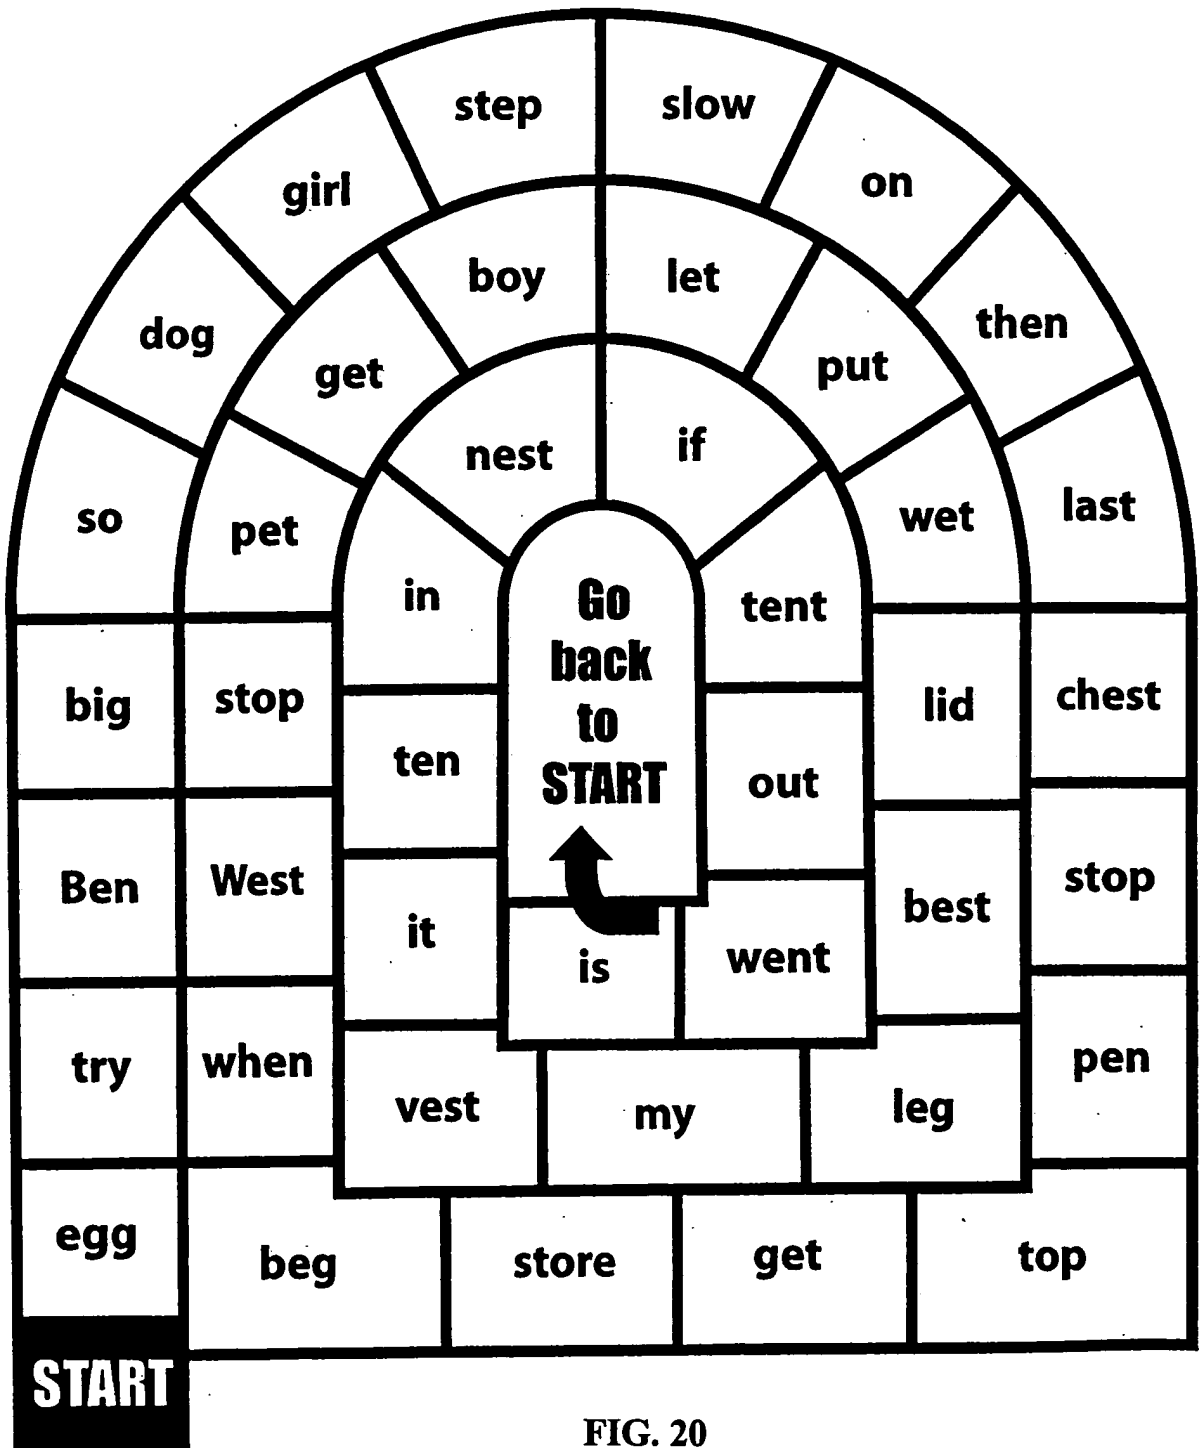 step
slow
girl
on
boy
let
dog
then
get
put
nest
if
so
pet
wet
last
in
Go
back
to
START
tent
big
stop
lid
chest
ten
out
Ben
West
best
stop
it
is
went
try
when
pen
vest
my
leg
egg
beg
store
get
top
START
FIG. 20